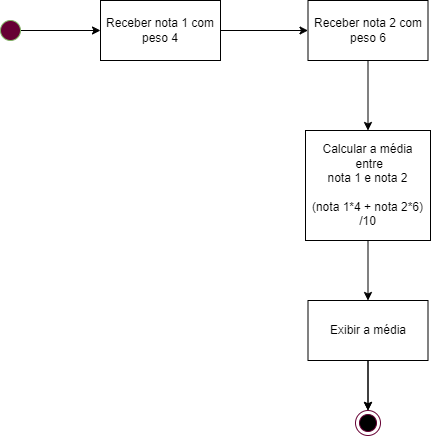 Receber nota 1 com
peso 4
Receber nota 2 com
peso 6
Calcular a média
entre
nota 1 e nota 2
(nota 1*4 + nota 2*6)
/10
Exibir a média